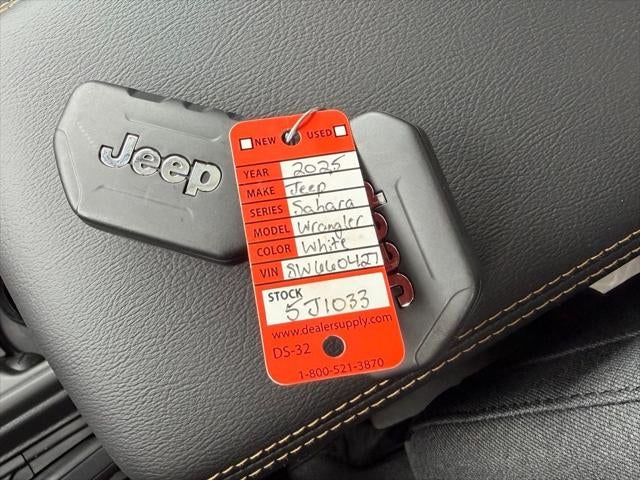 Jeep
NEW USED
YEAR 2025
MAKE Jeep
SERIES Sahara
MODEL Wrangler
COLOR White
VIN SW660427
STOCK
5J1033
www.dealersupply.com
DS-32
1-800-521-3870